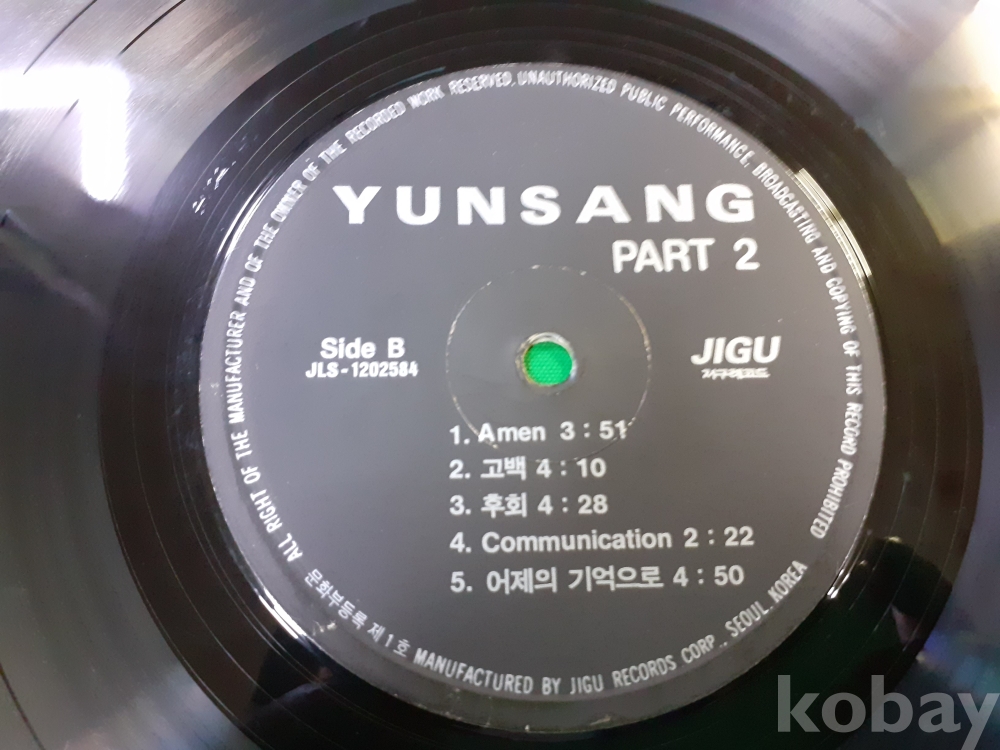 ALL RIGHT OF THE MANUFACTURER AND OF THE OWNER OF THE RECORDED WORK RESERVED. UNAUTHORIZED PUBLIC PERFORMANCE, BROADCASTING AND COPYING OF THIS RECORD PROHIBITED
YUNSANG
PART 2
Side B
JLS-1202584
JIGU
지구레코드
1. Amen 3 : 51
2. 고백 4 : 10
3. 후회 4 : 28
4. Communication 2 : 22
5. 어제의 기억으로 4 : 50
문화부등록 제1호 MANUFACTURED BY JIGU RECORDS CORP., SEOUL, KOREA
kobay